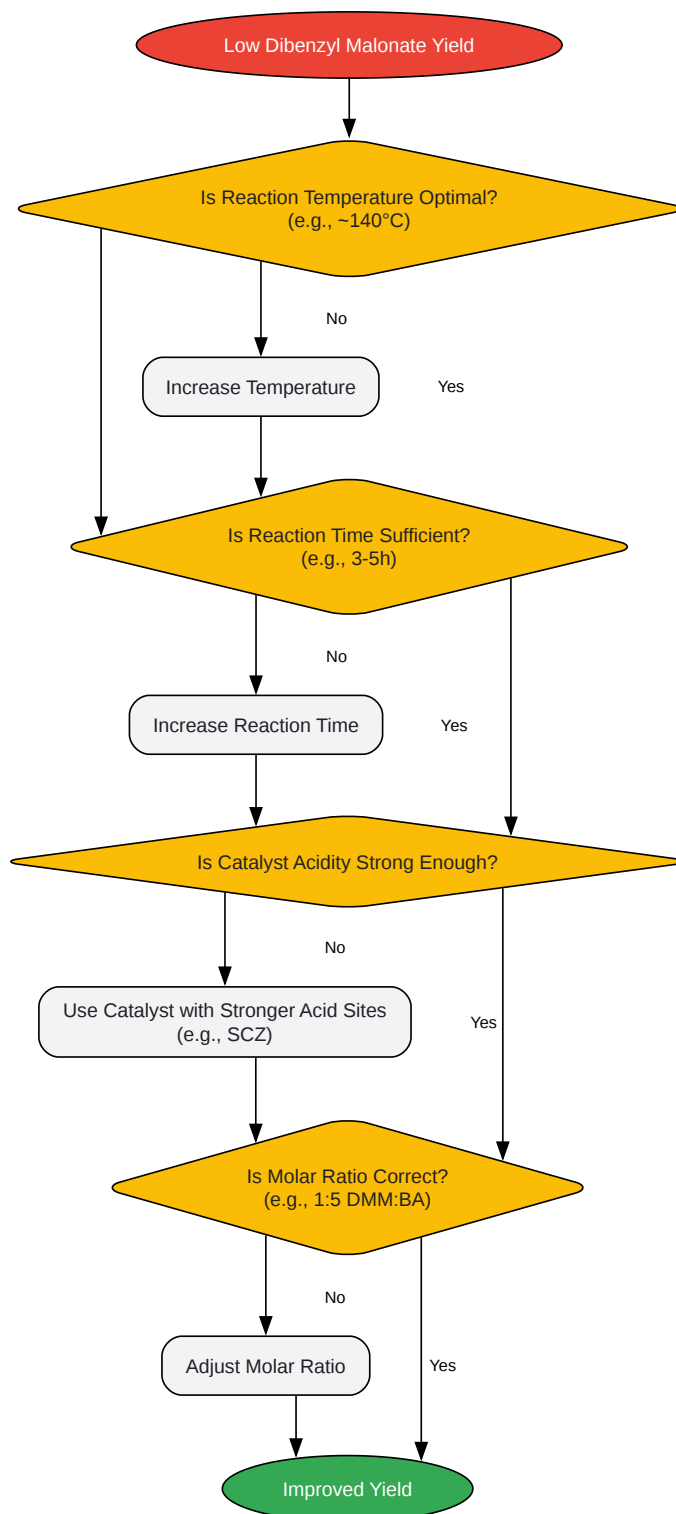 Low Dibenzyl Malonate Yield
Is Reaction Temperature Optimal?
(e.g., ~140°C)
No
Increase Temperature
Yes
Is Reaction Time Sufficient?
(e.g., 3-5h)
No
Increase Reaction Time
Yes
Is Catalyst Acidity Strong Enough?
No
Use Catalyst with Stronger Acid Sites
(e.g., SCZ)
Yes
Is Molar Ratio Correct?
(e.g., 1:5 DMM:BA)
No
Adjust Molar Ratio
Yes
Improved Yield